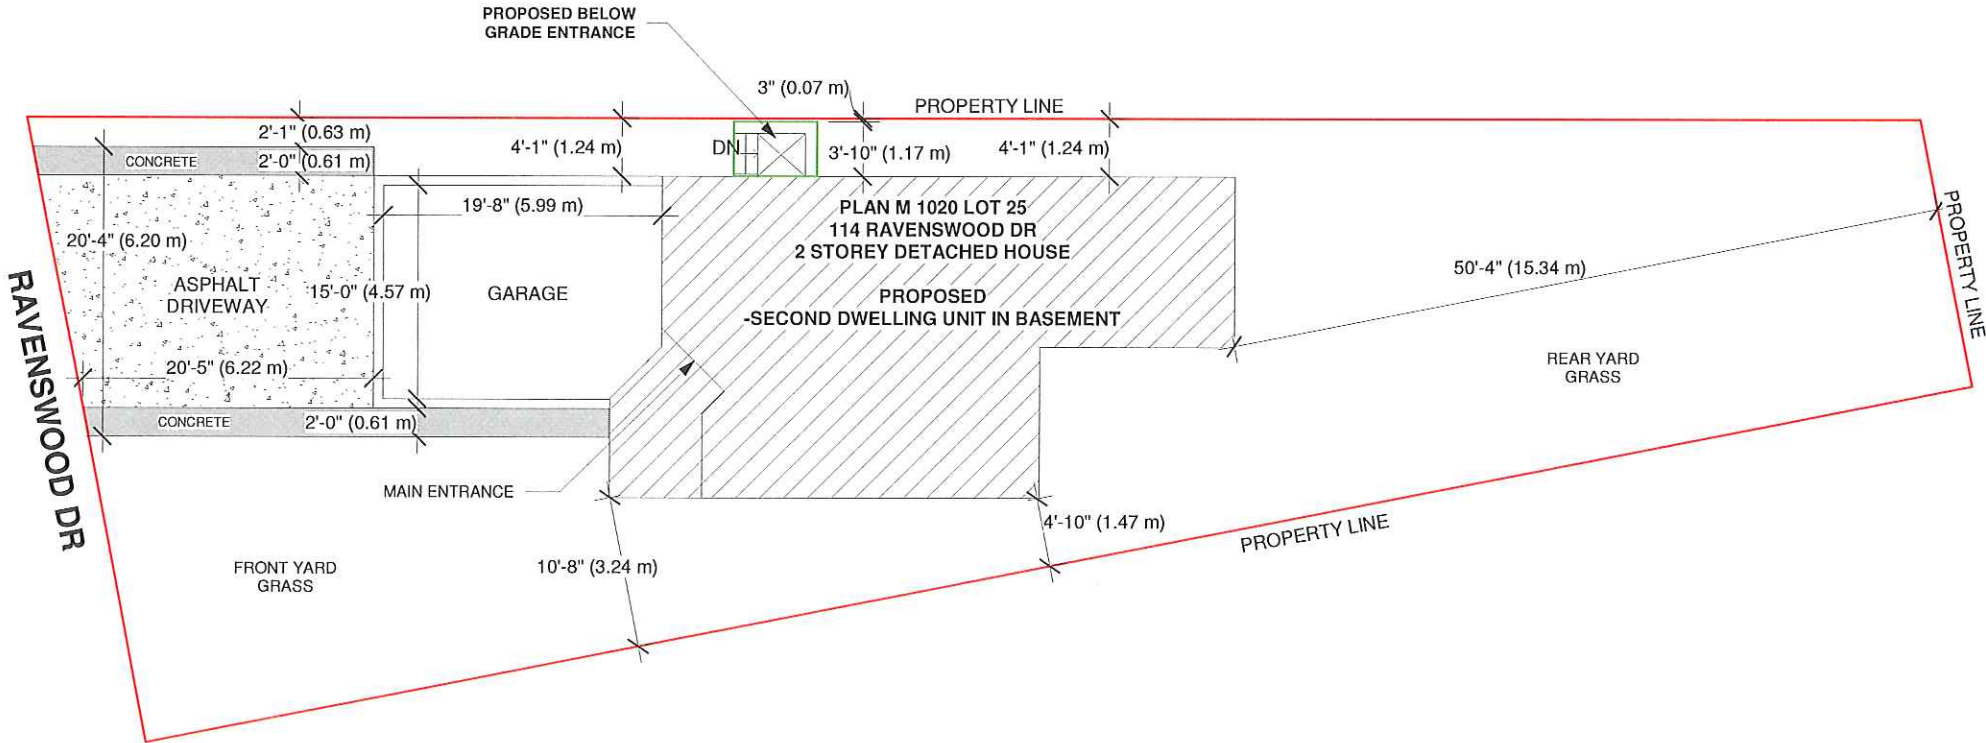 PROPOSED BELOW
GRADE ENTRANCE
3" (0.07 m)
PROPERTY LINE
2'-1" (0.63 m)
CONCRETE
2'-0" (0.61 m)
4'-1" (1.24 m)
DN
3'-10" (1.17 m)
4'-1" (1.24 m)
19'-8" (5.99 m)
PLAN M 1020 LOT 25
114 RAVENSWOOD DR
2 STOREY DETACHED HOUSE
PROPERTY LINE
20'-4" (6.20 m)
50'-4" (15.34 m)
ASPHALT
DRIVEWAY
15'-0" (4.57 m)
GARAGE
PROPOSED
-SECOND DWELLING UNIT IN BASEMENT
RAVENSWOOD DR
20'-5" (6.22 m)
REAR YARD
GRASS
CONCRETE
2'-0" (0.61 m)
MAIN ENTRANCE
4'-10" (1.47 m)
PROPERTY LINE
FRONT YARD
GRASS
10'-8" (3.24 m)